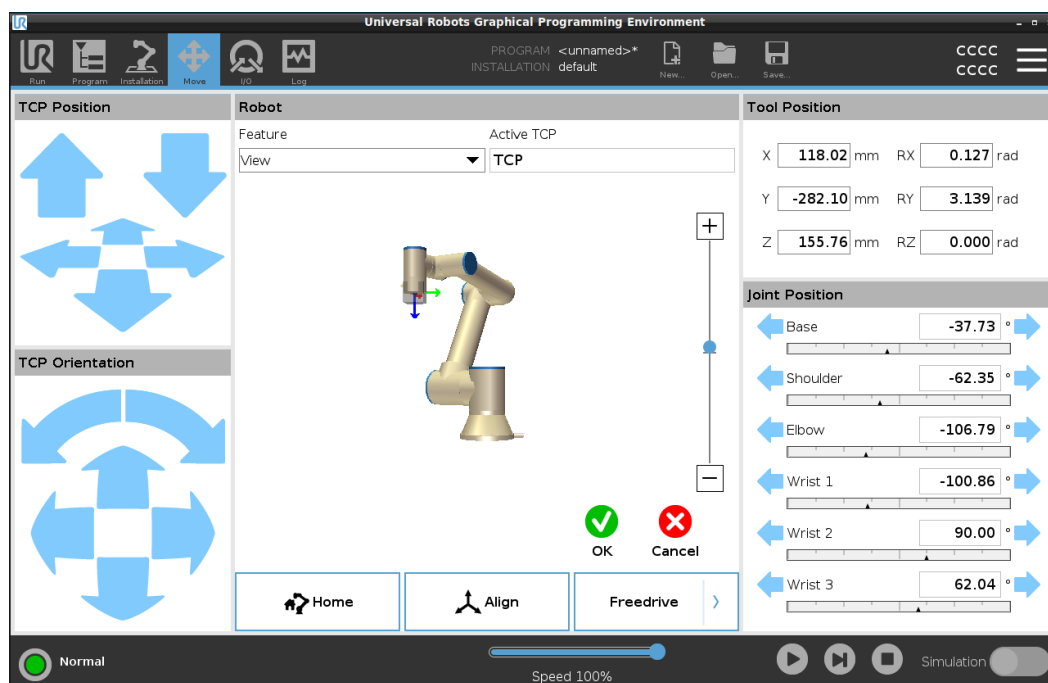 Universal Robots Graphical Programming Environment
UR
Run
Program
Installation
Move
I/O
Log
PROGRAM <unnamed>*
INSTALLATION default
New...
Open...
Save...
CCCC
CCCC
TCP Position
Robot
Feature
Active TCP
View
TCP
OK
Cancel
Home
Align
Freedrive
TCP Orientation
Tool Position
X 118.02 mm RX 0.127 rad
Y -282.10 mm RY 3.139 rad
Z 155.76 mm RZ 0.000 rad
Joint Position
Base -37.73 °
Shoulder -62.35 °
Elbow -106.79 °
Wrist 1 -100.86 °
Wrist 2 90.00 °
Wrist 3 62.04 °
Normal
Speed 100%
Simulation